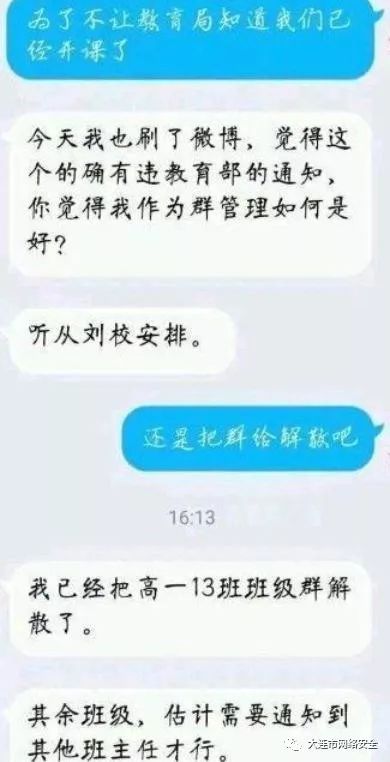 为了不让教育局知道我们已
经开课了
今天我也刷了微博，觉得这
个的确有违教育部的通知，
你觉得我作为群管理如何是
好？
听从刘校安排。
还是把群给解散吧
16:13
我已经把高一13班班级群解
散了。
其余班级，估计需要通知到
其他班主任才行。
大连市网络安全